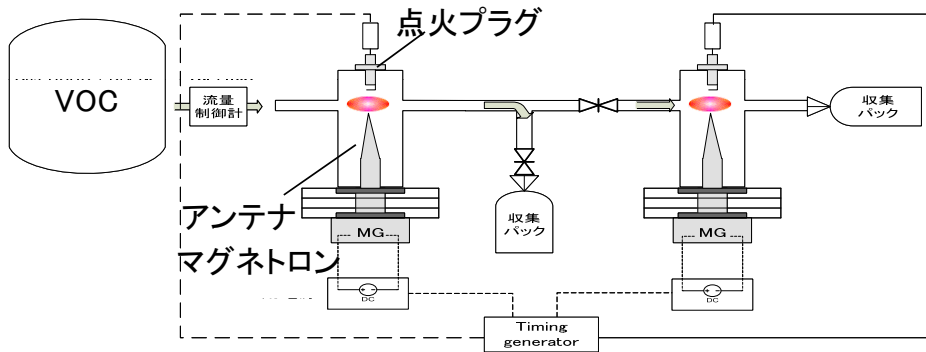 点火プラグ
VOC
流量
制御計
収集
パック
収集
パック
アンテナ
マグネトロン
MG
MG
DC
DC
Timing
generator